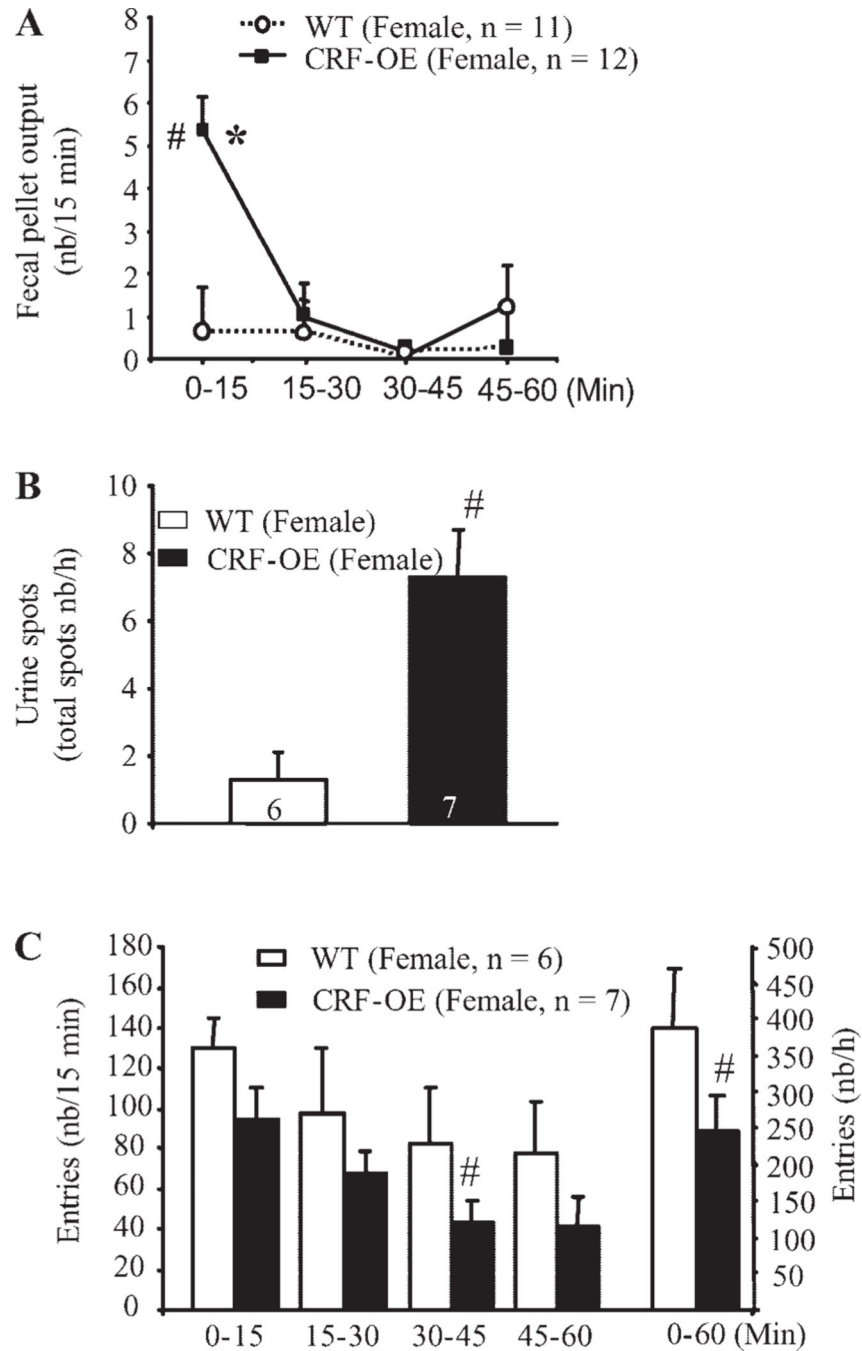 A
8
7
6
5
4
3
2
1
0
Fecal pellet output
(nb/15 min)
WT (Female, n = 11)
CRF-OE (Female, n = 12)
# *
0-15 15-30 30-45 45-60 (Min)
B
10
8
6
4
2
0
Urine spots
(total spots nb/h)
WT (Female)
CRF-OE (Female)
#
6 7
C
180
160
140
120
100
80
60
40
20
0
Entries (nb/15 min)
WT (Female, n = 6)
CRF-OE (Female, n = 7)
#
#
500
450
400
350
300
250
200
150
100
50
Entries (nb/h)
0-15 15-30 30-45 45-60 0-60 (Min)